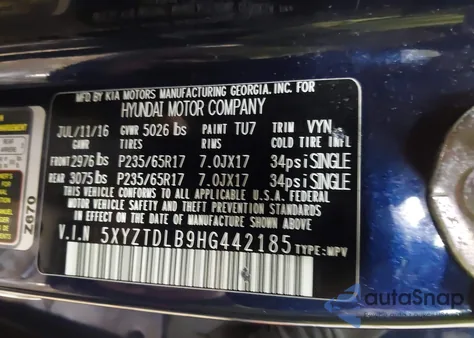 MFD BY KIA MOTORS MANUFACTURING GEORGIA. INC. FOR
HYUNDAI MOTOR COMPANY
JUL/11/16 GVWR 5026 lbs PAINT TU7 TRIM VYN
GAWR TIRES RIMS COLD TIRE INFL
FRONT 2976 lbs P235/65R17 7.0JX17 34psi SINGLE
REAR 3075 lbs P235/65R17 7.0JX17 34psi SINGLE
THIS VEHICLE CONFORMS TO ALL APPLICABLE U.S.A. FEDERAL
MOTOR VEHICLE SAFETY AND THEFT PREVENTION STANDARDS
IN EFFECT ON THE DATE OF MANUFACTURE SHOWN ABOVE.
V.I.N 5XYZTDLB9HG442185 TYPE: MPV
Z670
autoSnap